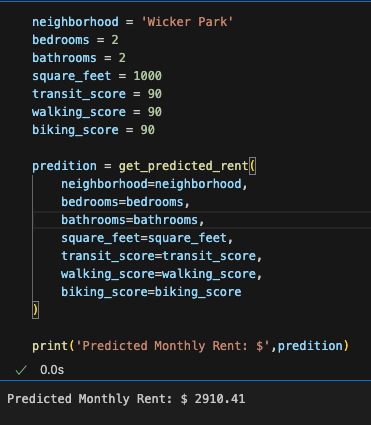 neighborhood = 'Wicker Park'
bedrooms = 2
bathrooms = 2
square_feet = 1000
transit_score = 90
walking_score = 90
biking_score = 90
predition = get_predicted_rent(
neighborhood=neighborhood,
bedrooms=bedrooms,
bathrooms=bathrooms,
square_feet=square_feet,
transit_score=transit_score,
walking_score=walking_score,
biking_score=biking_score
)
print('Predicted Monthly Rent: $',predition)
✓ 0.0s
Predicted Monthly Rent: $ 2910.41